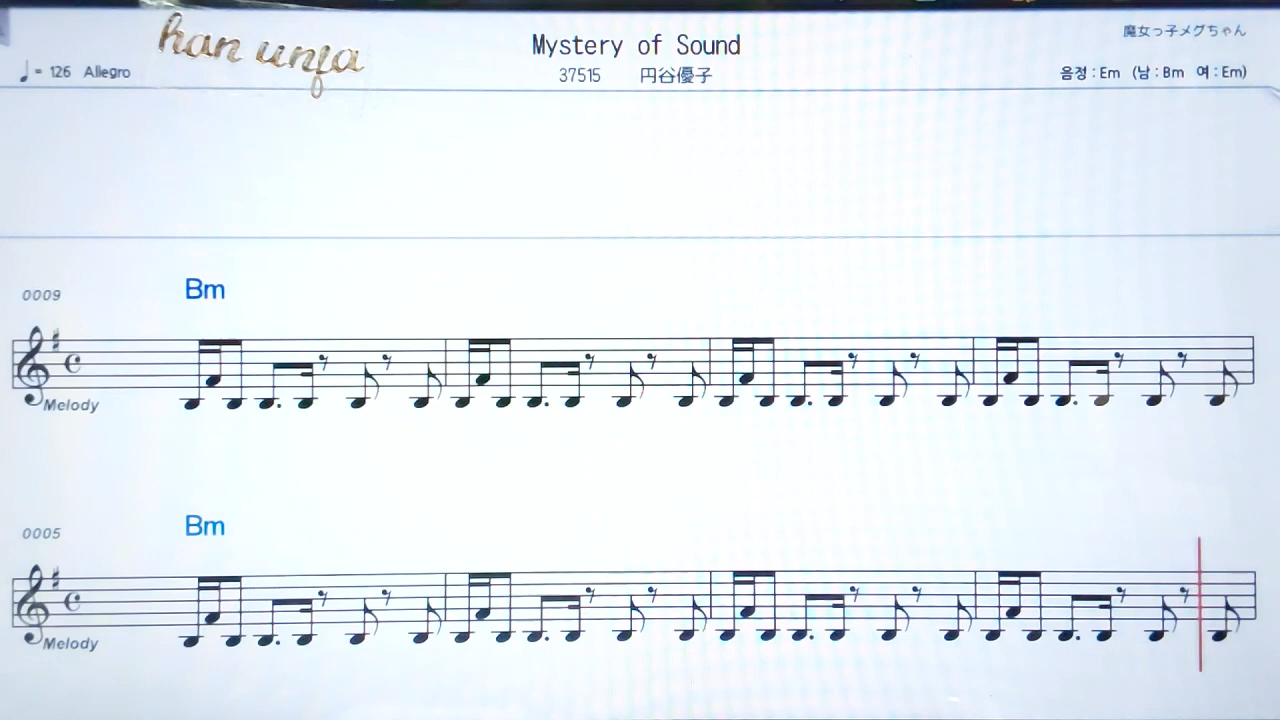 han unja
Mystery of Sound
魔女っ子メグちゃん
♩= 126 Allegro
37515 円谷優子
음정 : Em (남 : Bm 여 : Em)
0009
Bm
Melody
0005
Bm
Melody